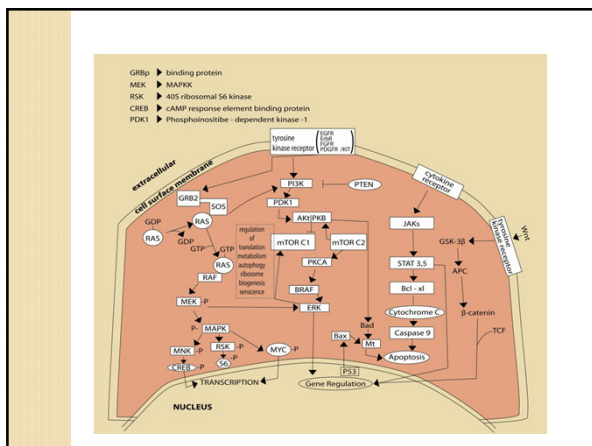 GRBp ▶ binding protein
MEK ▶ MAPKK
RSK ▶ 40S ribosomal S6 kinase
CREB ▶ cAMP response element binding protein
PDK1 ▶ Phosphoinositibe - dependent kinase -1
extracellular
cell surface membrane
tyrosine
kinase receptor
EGFR
ErbR
FGFR
PDGFR /KIT
cytokine
receptor
tyrosine
kinase receptor
Wnt
GRB2
SOS
RAS
GDP
RAS
GDP
GTP
GTP
RAS
RAF
MEK -P
P- MAPK
MNK -P
RSK -P
MYC -P
CREB -P
S6 -P
TRANSCRIPTION
NUCLEUS
PI3K
PTEN
PDK1
AKt|PKB
mTOR C1
mTOR C2
regulation
of
translation
metabolism
autophagy
ribosome
biogenesis
senscence
PKCA
BRAF
ERK
Bad
Bax
Mt
P53
Gene Regulation
JAKs
STAT 3,5
Bcl - xl
Cytochrome C
Caspase 9
Apoptosis
GSK-3β
APC
β-catenin
TCF